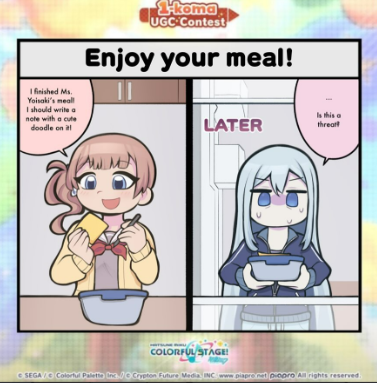 1-koma
UGC Contest
Enjoy your meal!
I finished Ms.
Yoisaki's meal!
I should write a
note with a cute
doodle on it!
LATER
...
Is this a
threat?
HATSUNE MIKU
COLORFUL STAGE!
© SEGA / © Colorful Palette Inc. / © Crypton Future Media, INC. www.piapro.net piapro All rights reserved.